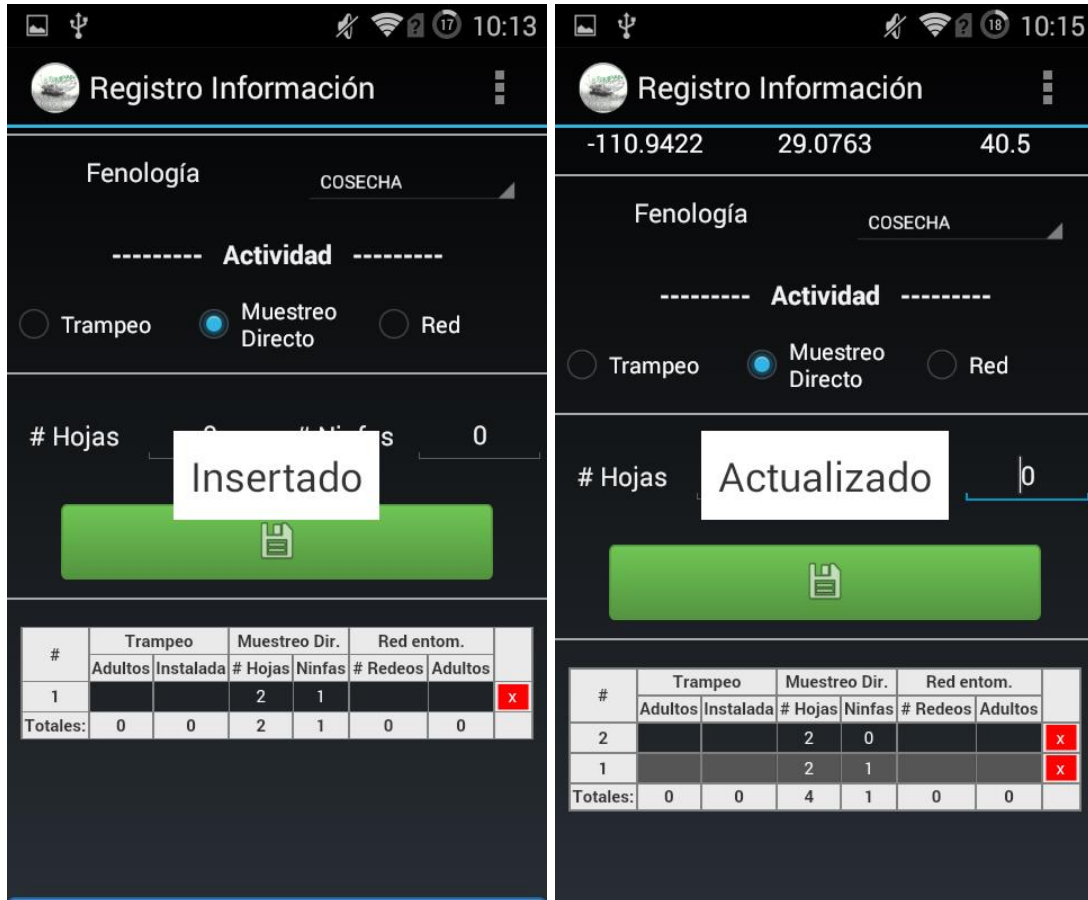 17 10:13
Registro Información
Fenología COSECHA
--------- Actividad ---------
Trampeo
Muestreo
Directo
Red
# Hojas 0
Insertado
# Trampeo Muestreo Dir. Red entom.
Adultos Instalada # Hojas Ninfas # Redeos Adultos
1 2 1 x
Totales: 0 0 2 1 0 0
18 10:15
Registro Información
-110.9422 29.0763 40.5
Fenología COSECHA
--------- Actividad ---------
Trampeo
Muestreo
Directo
Red
# Hojas 0
Actualizado
# Trampeo Muestreo Dir. Red entom.
Adultos Instalada # Hojas Ninfas # Redeos Adultos
2 2 0 x
1 2 1 x
Totales: 0 0 4 1 0 0